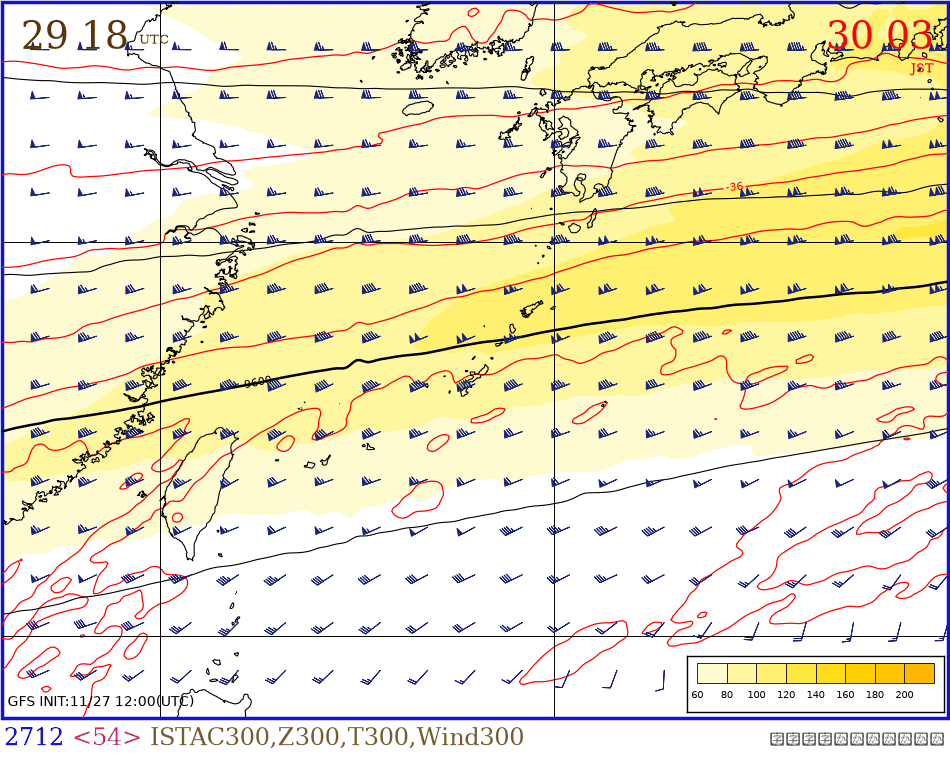 29 18 UTC
30 03
JST
-36
9600
60 80 100 120 140 160 180 200
GFS INIT:11/27 12:00(UTC)
2712 <54> ISTAC300,Z300,T300,Wind300